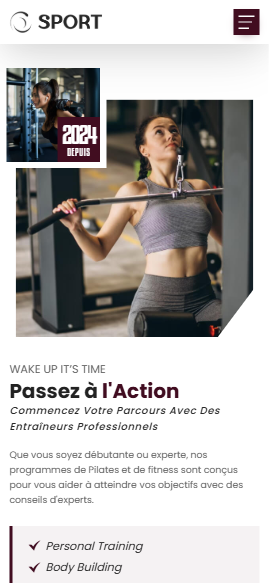 SPORT
2024
DEPUIS
WAKE UP IT'S TIME
Passez à l'Action
Commencez Votre Parcours Avec Des
Entraîneurs Professionnels
Que vous soyez débutante ou experte, nos
programmes de Pilates et de fitness sont conçus
pour vous aider à atteindre vos objectifs avec des
conseils d'experts.
Personal Training
Body Building